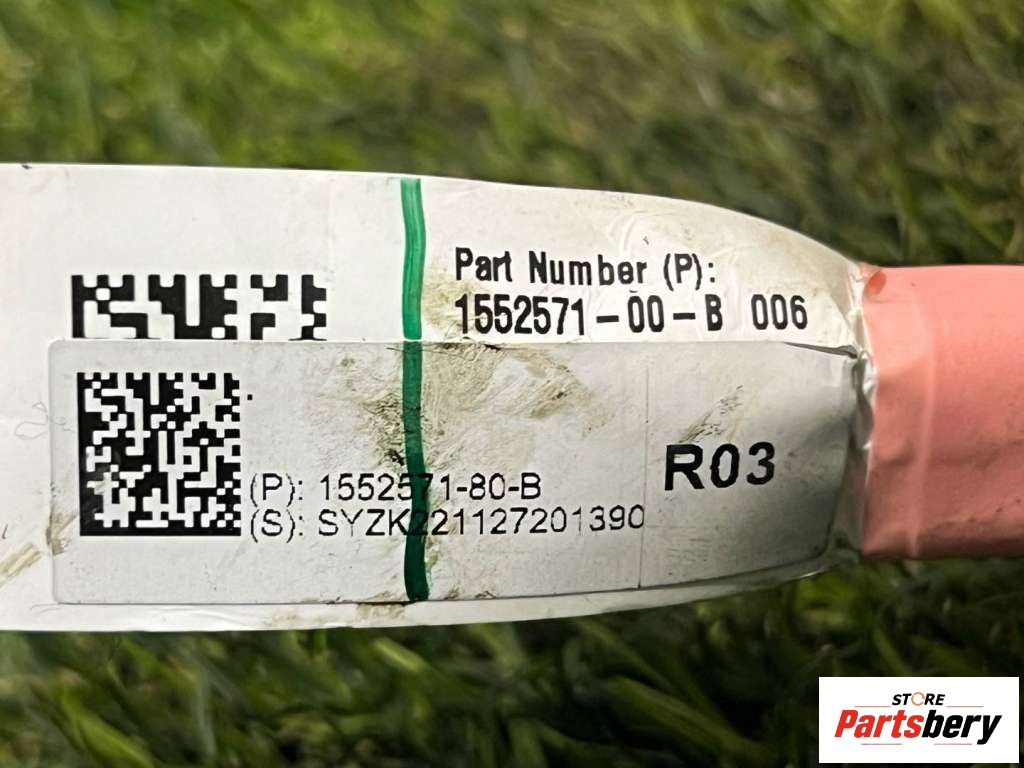 Part Number (P):
1552571-00-B 006
(P): 1552571-80-B
(S): SYZK221127201390
R03
STORE
Partsbery